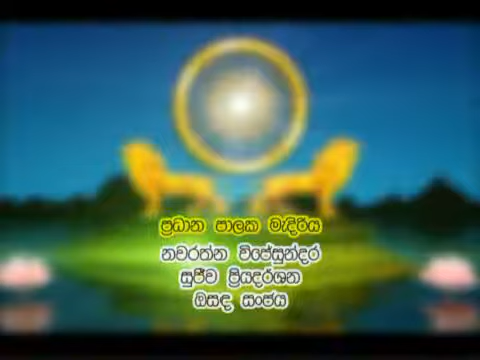 ප්‍රධාන පාලක මැදිරිය
නවරත්න විජේසුන්දර
සුජීව ප්‍රියදර්ශන
ඔසඳ සංජය